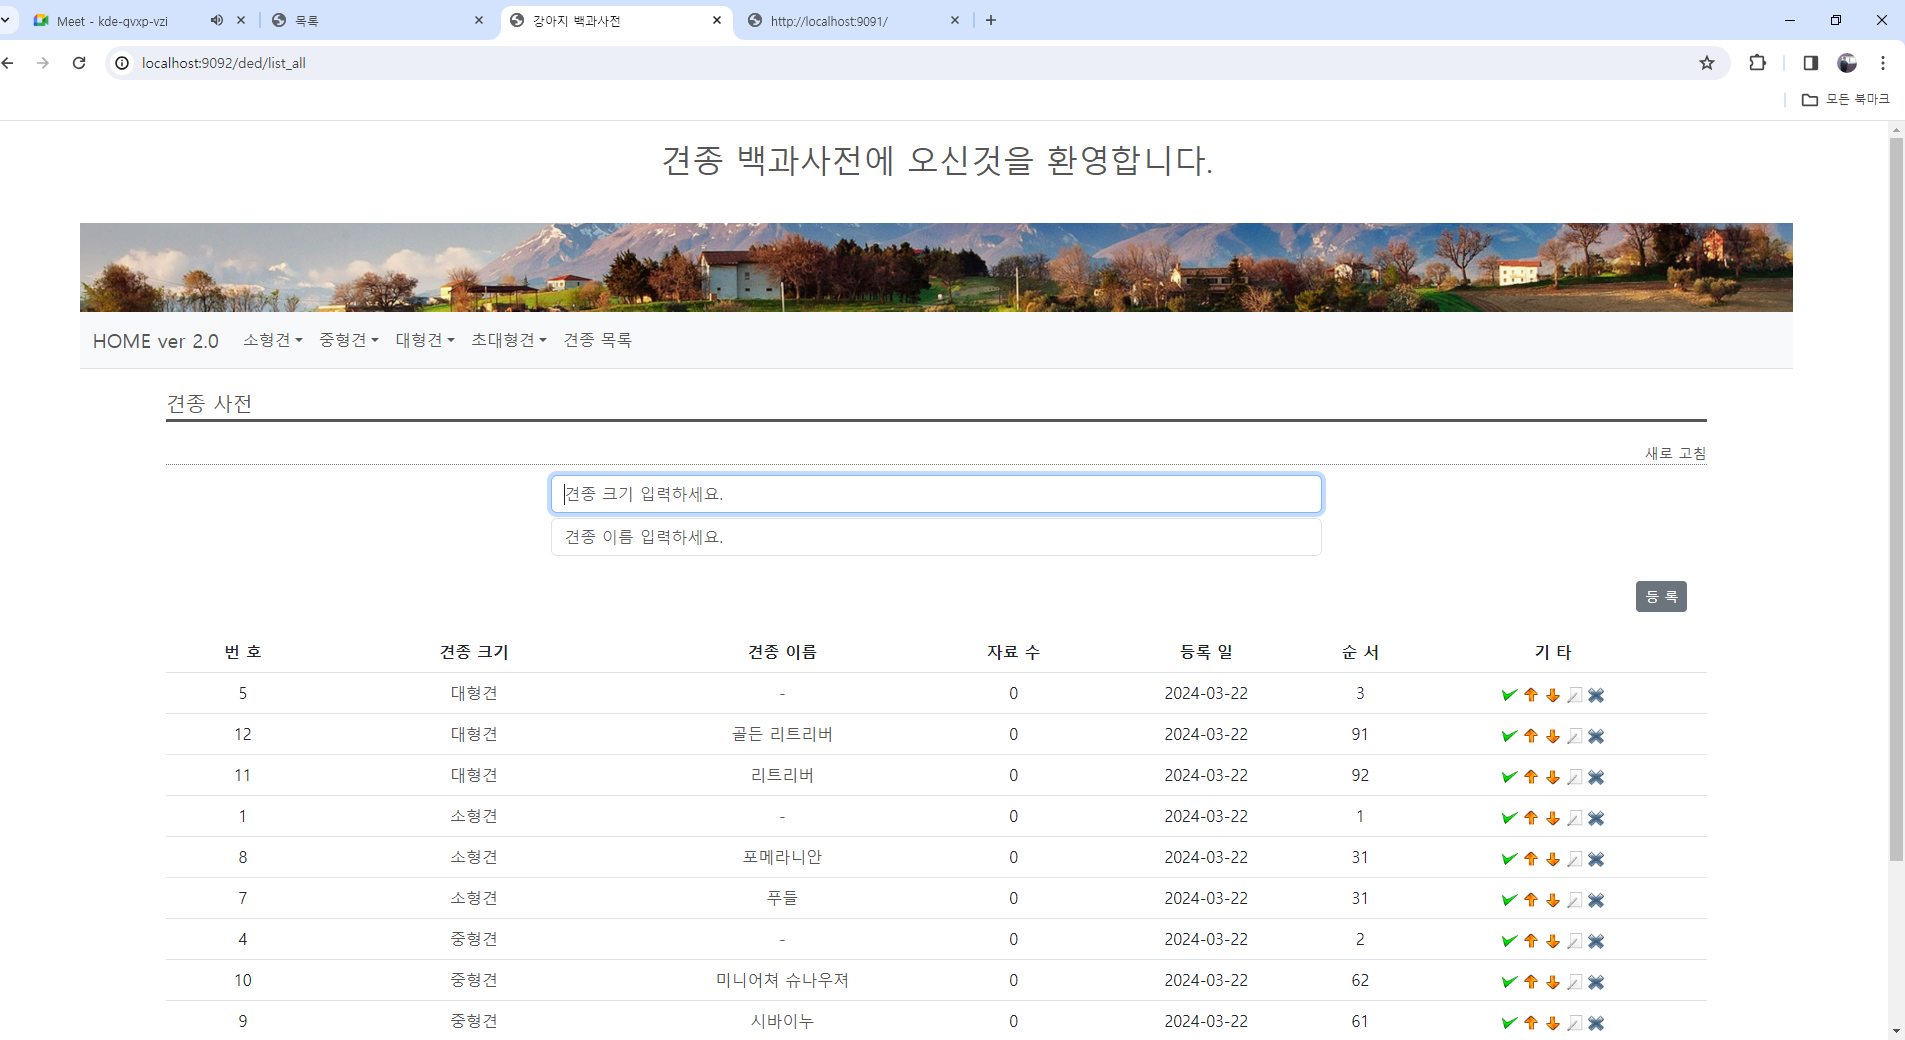 Meet - kde-qvxp-vzi
목록
강아지 백과사전
http://localhost:9091/
localhost:9092/ded/list_all
모든 북마크
견종 백과사전에 오신것을 환영합니다.
HOME ver 2.0 소형견 중형견 대형견 초대형견 견종 목록
견종 사전
새로 고침
견종 크기 입력하세요.
견종 이름 입력하세요.
등 록
번 호 견종 크기 견종 이름 자료 수 등록 일 순 서 기 타
5 대형견 - 0 2024-03-22 3
12 대형견 골든 리트리버 0 2024-03-22 91
11 대형견 리트리버 0 2024-03-22 92
1 소형견 - 0 2024-03-22 1
8 소형견 포메라니안 0 2024-03-22 31
7 소형견 푸들 0 2024-03-22 31
4 중형견 - 0 2024-03-22 2
10 중형견 미니어쳐 슈나우져 0 2024-03-22 62
9 중형견 시바이누 0 2024-03-22 61